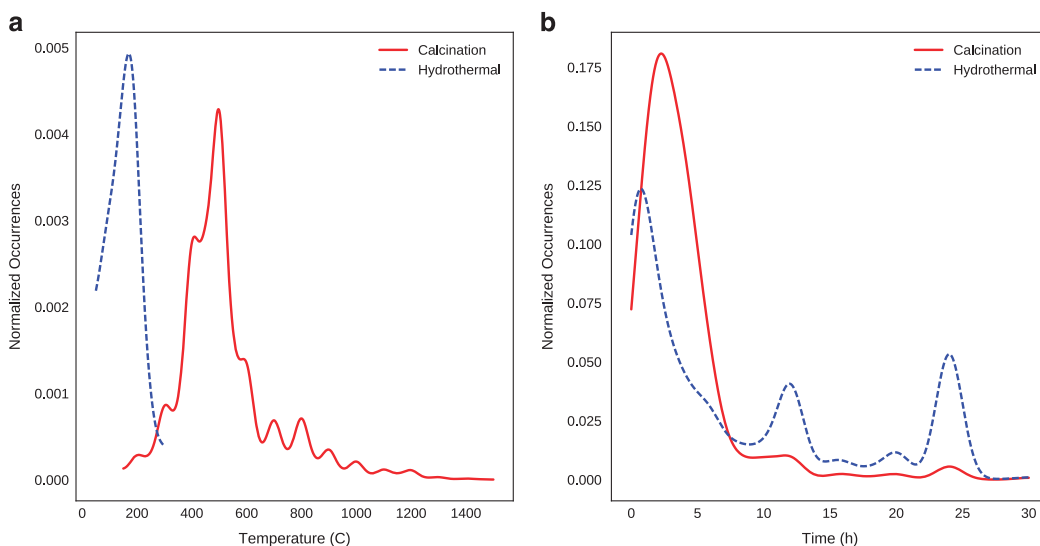 a
Calcination
Hydrothermal
Normalized Occurrences
0.005
0.004
0.003
0.002
0.001
0.000
0 200 400 600 800 1000 1200 1400
Temperature (C)
b
Calcination
Hydrothermal
Normalized Occurrences
0.175
0.150
0.125
0.100
0.075
0.050
0.025
0.000
0 5 10 15 20 25 30
Time (h)